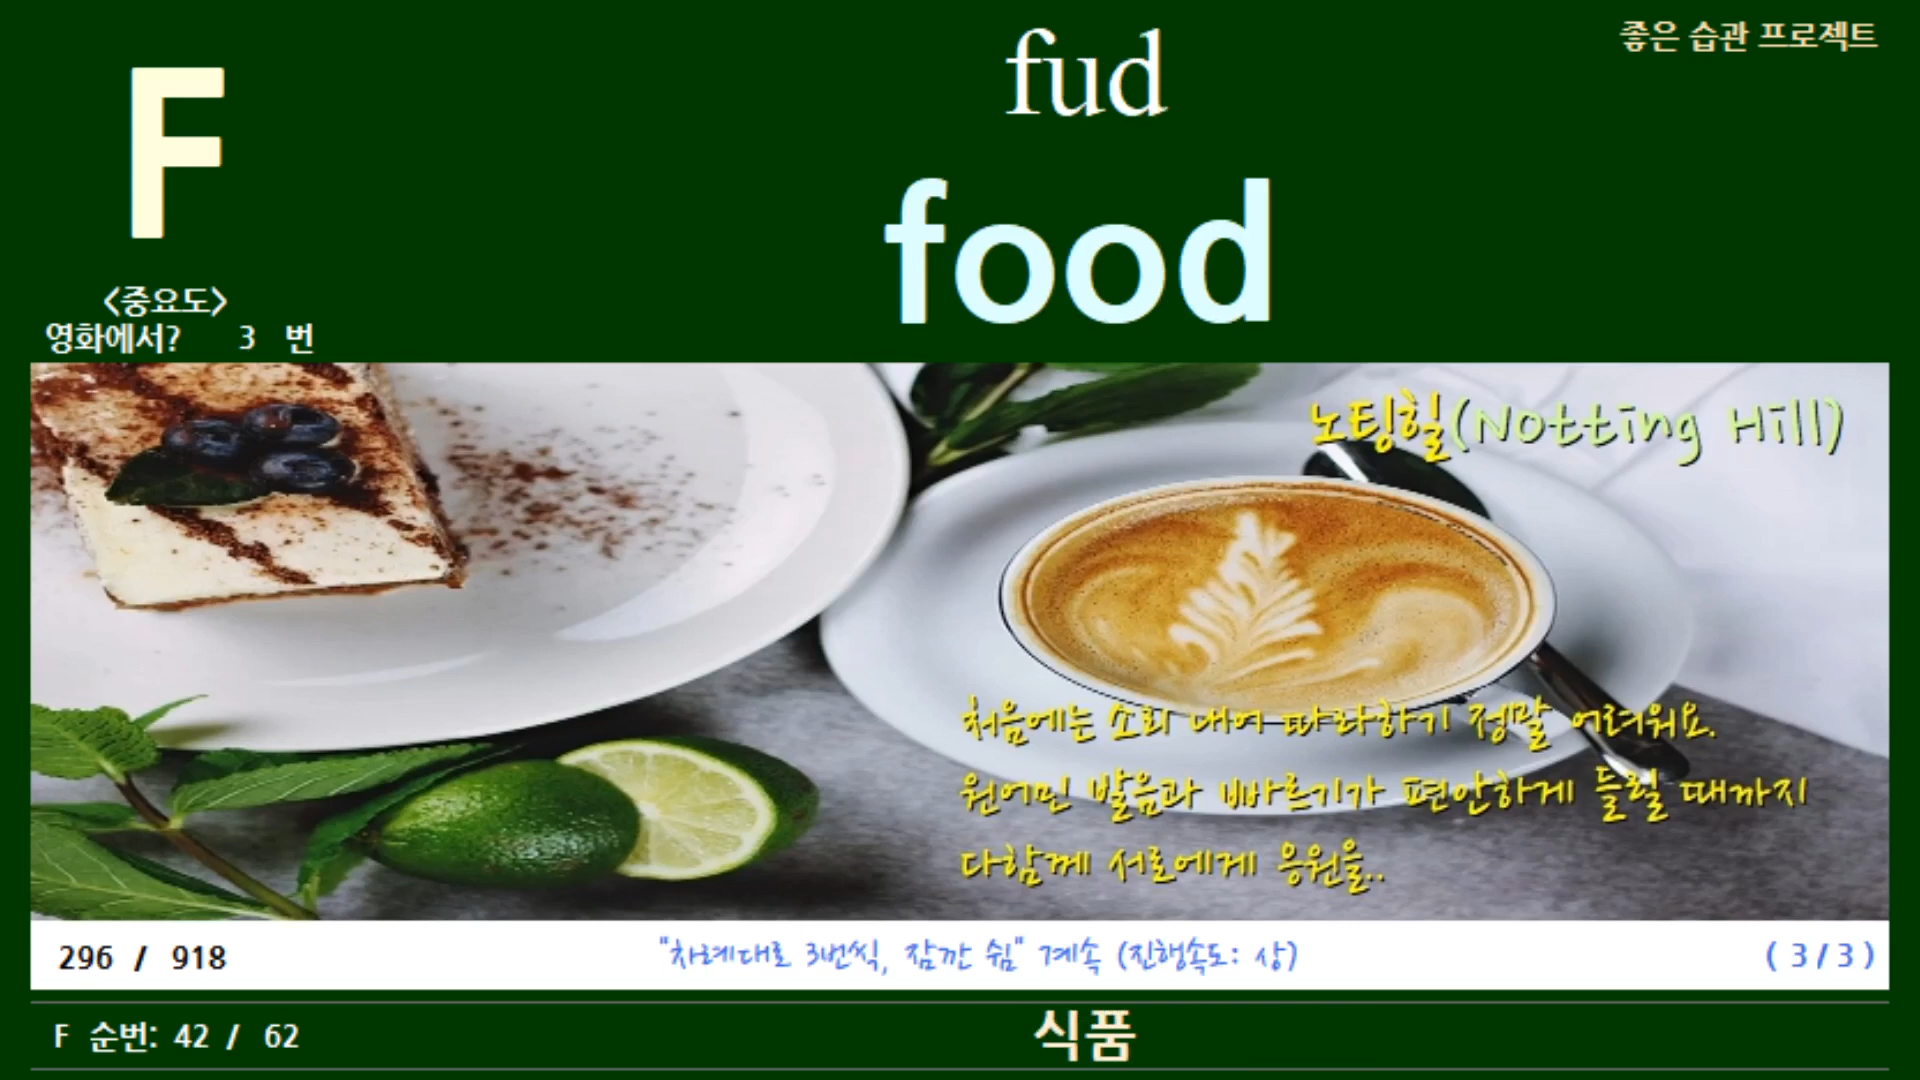 좋은 습관 프로젝트
F
fud
food
<중요도>
영화에서? 3 번
노팅힐(Notting Hill)
처음에는 소리 내어 따라하기 정말 어려워요.
원어민 발음과 빠르기가 편안하게 들릴 때까지
다함께 서로에게 응원을..
296 / 918
"차례대로 3번씩, 잠깐 쉼" 계속 (진행속도: 상)
( 3 / 3 )
F 순번: 42 / 62
식품